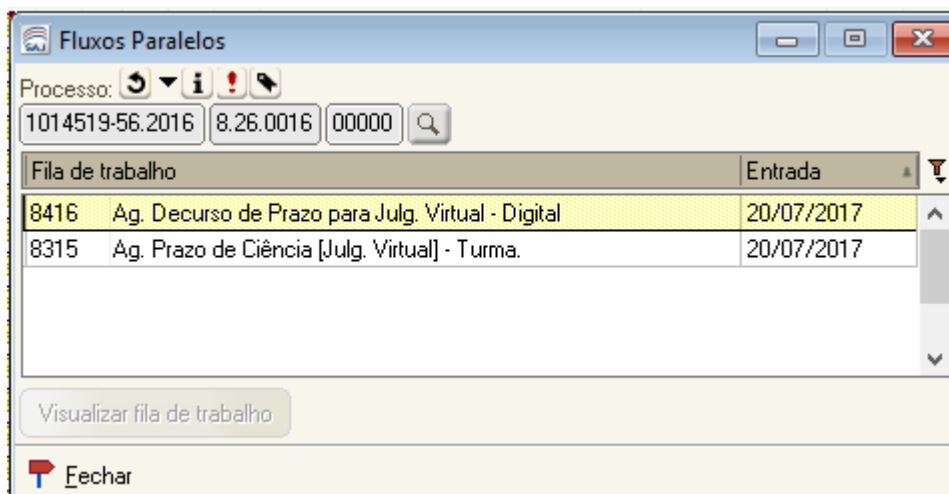 Fluxos Paralelos
Processo:
1014519-56.2016 8.26.0016 00000
Fila de trabalho Entrada
8416 Ag. Decurso de Prazo para Julg. Virtual - Digital 20/07/2017
8315 Ag. Prazo de Ciência [Julg. Virtual] - Turma. 20/07/2017
Visualizar fila de trabalho
Fechar